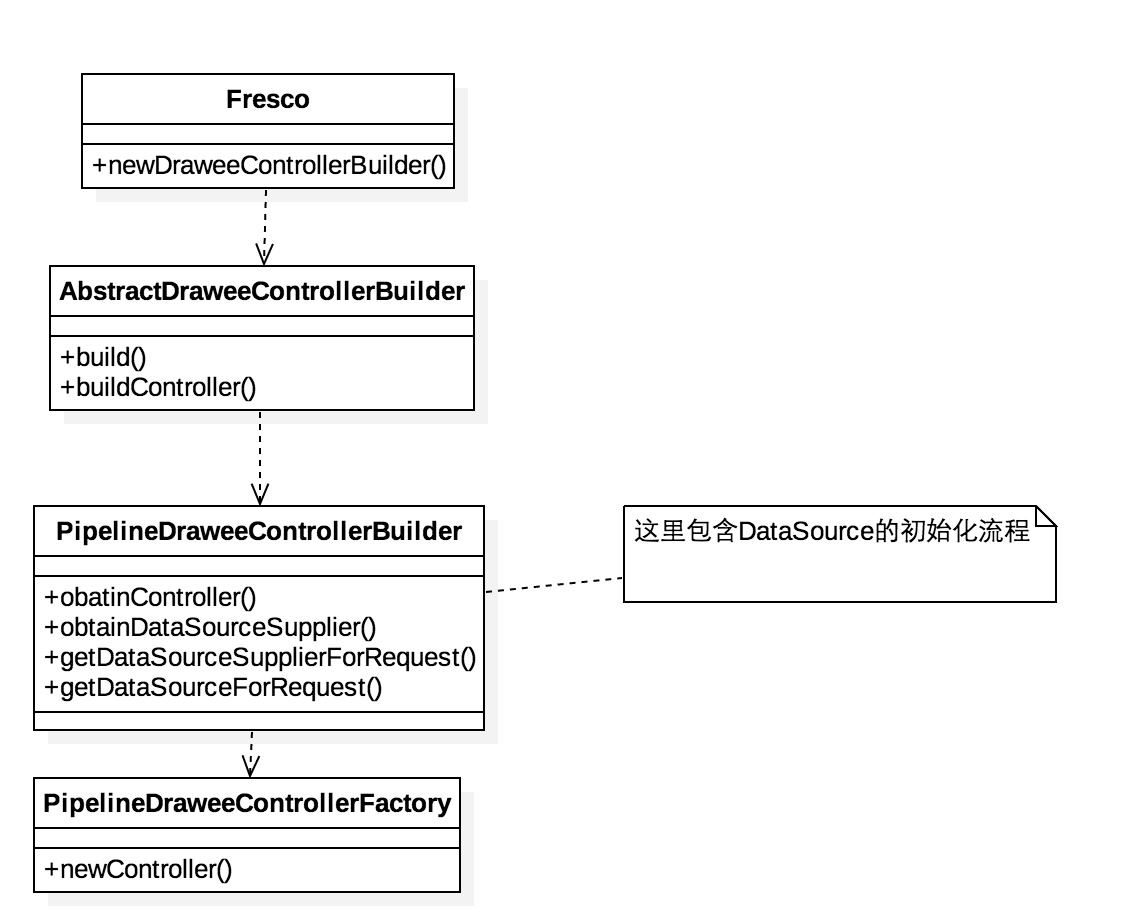 Fresco
+newDraweeControllerBuilder()
AbstractDraweeControllerBuilder
+build()
+buildController()
PipelineDraweeControllerBuilder
+obatinController()
+obtainDataSourceSupplier()
+getDataSourceSupplierForRequest()
+getDataSourceForRequest()
这里包含DataSource的初始化流程
PipelineDraweeControllerFactory
+newController()